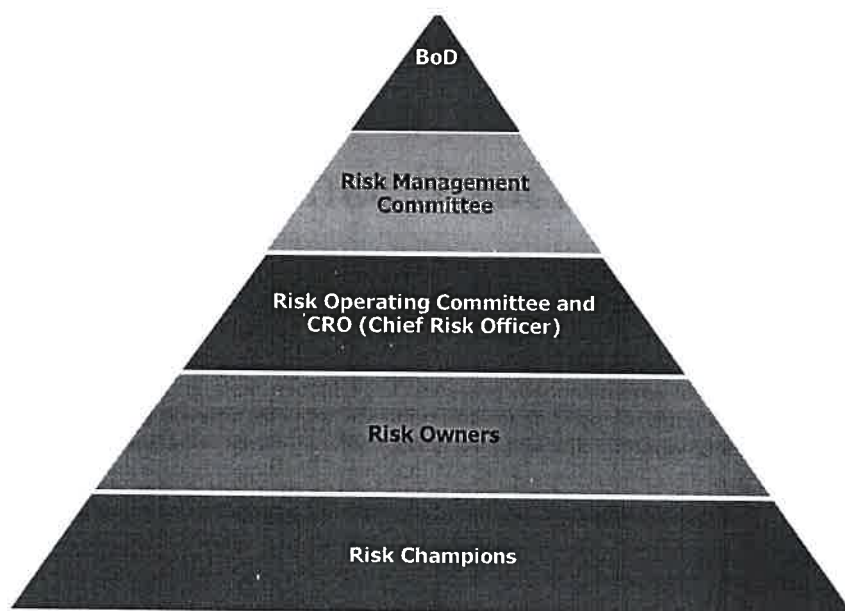 BoD
Risk Management
Committee
Risk Operating Committee and
CRO (Chief Risk Officer)
Risk Owners
Risk Champions